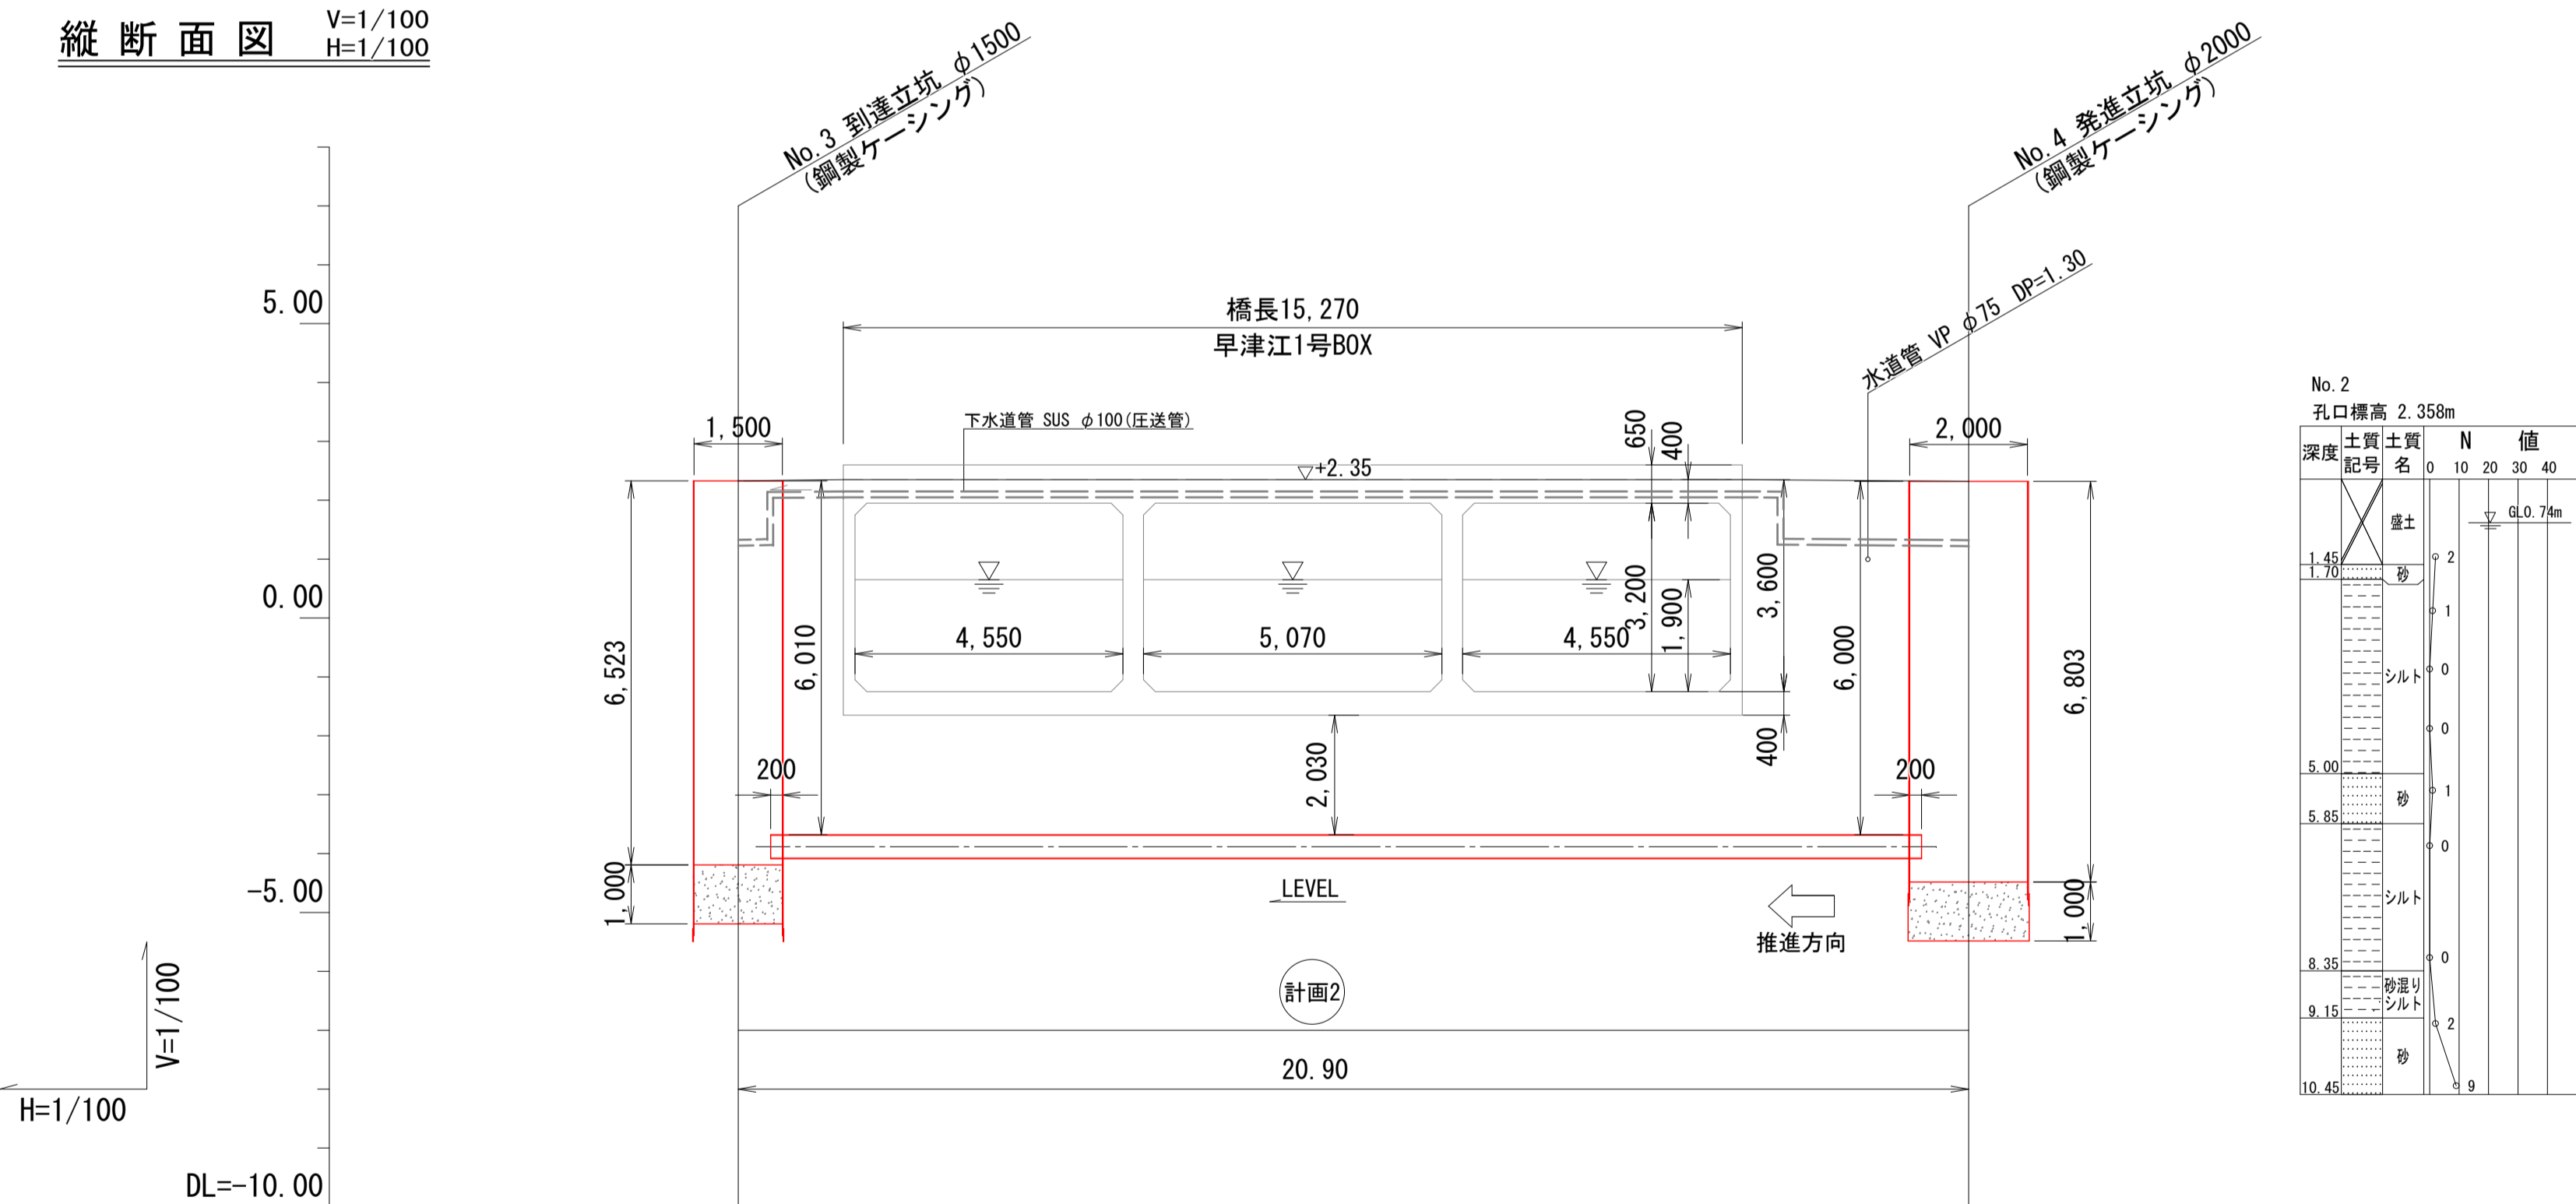 縦断面図
V=1/100
H=1/100
No.3 到達立坑 φ1500
(鋼製ケーシング)
No.4 発進立坑 φ2000
(鋼製ケーシング)
5.00
0.00
-5.00
DL=-10.00
V=1/100
H=1/100
橋長15,270
早津江1号BOX
水道管 VP φ75 DP=1.30
下水道管 SUS φ100(圧送管)
1,500
650
400
2,000
+2.35
6,523
6,010
4,550
5,070
4,550
3,200
1,900
3,600
6,000
6,803
200
2,030
400
200
1,000
LEVEL
推進方向
1,000
計画2
20.90
No.2
孔口標高 2.358m
深度
土質
記号
土質
名
N 値
0 10 20 30 40
盛土
GL0.74m
1.45
2
1.70
砂
1
0
シルト
0
5.00
1
砂
5.85
0
シルト
0
8.35
砂混り
シルト
9.15
2
砂
10.45
9